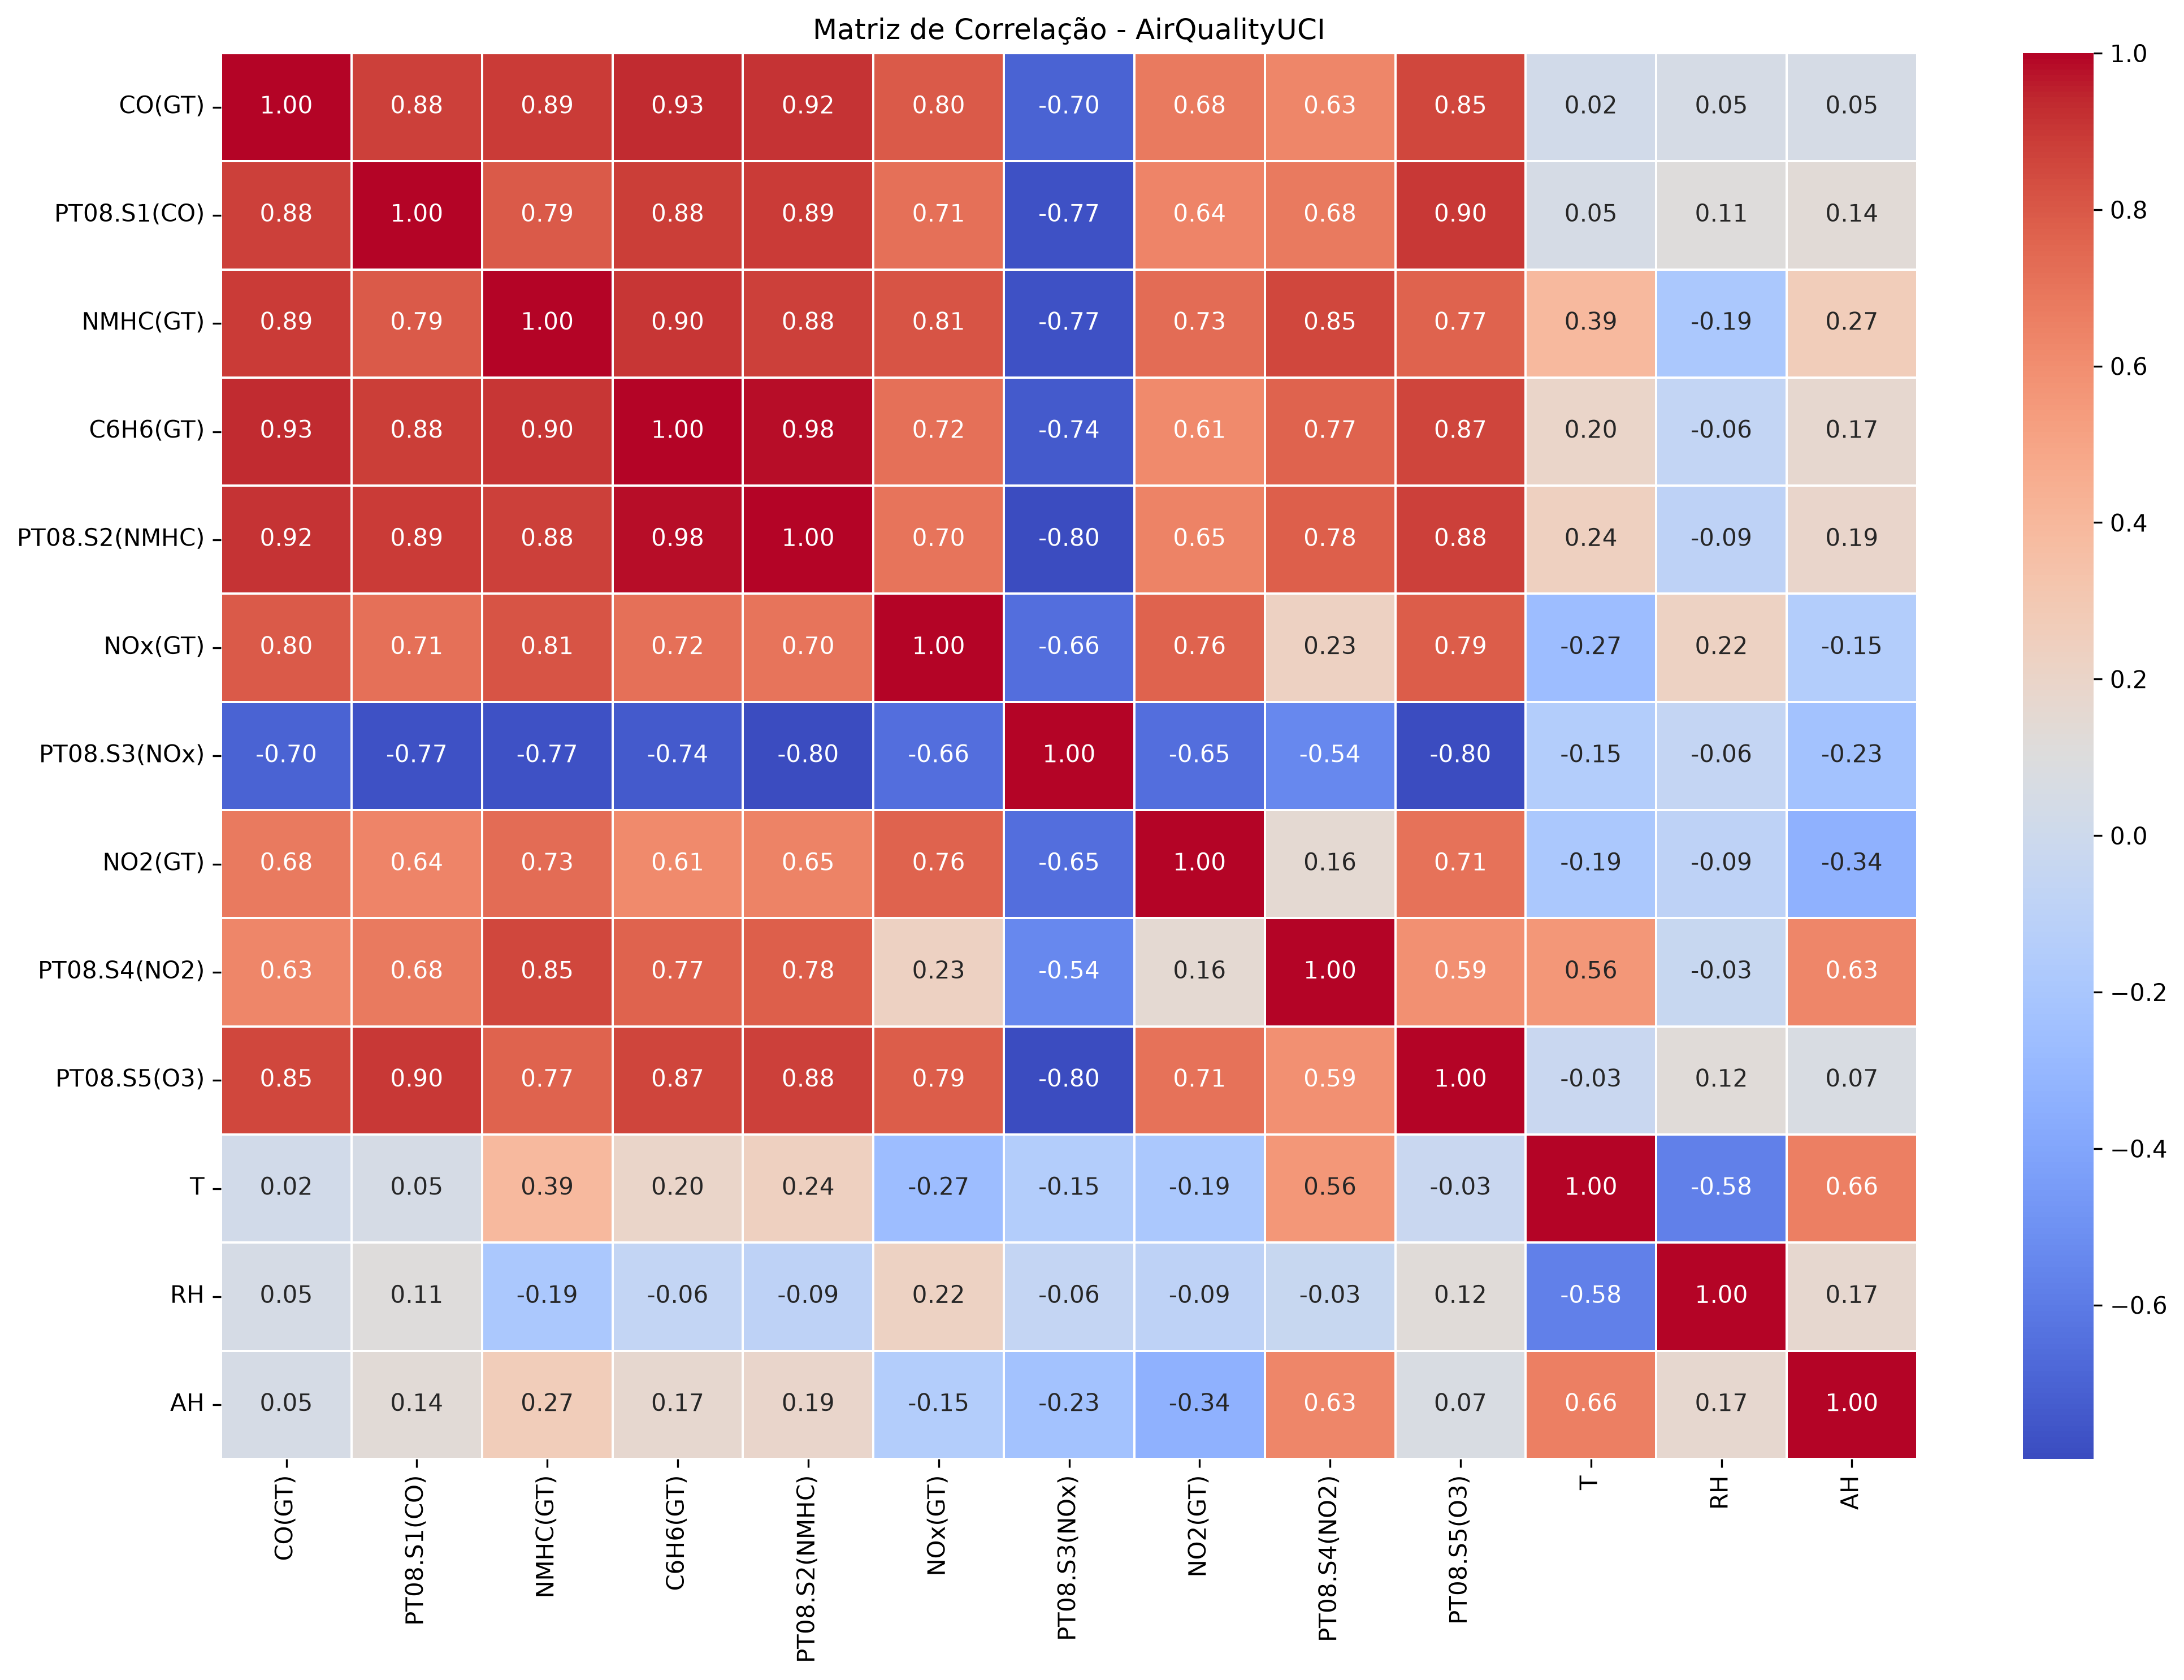 Matriz de Correlação - AirQualityUCI
CO(GT) 1.00 0.88 0.89 0.93 0.92 0.80 -0.70 0.68 0.63 0.85 0.02 0.05 0.05
PT08.S1(CO) 0.88 1.00 0.79 0.88 0.89 0.71 -0.77 0.64 0.68 0.90 0.05 0.11 0.14
NMHC(GT) 0.89 0.79 1.00 0.90 0.88 0.81 -0.77 0.73 0.85 0.77 0.39 -0.19 0.27
C6H6(GT) 0.93 0.88 0.90 1.00 0.98 0.72 -0.74 0.61 0.77 0.87 0.20 -0.06 0.17
PT08.S2(NMHC) 0.92 0.89 0.88 0.98 1.00 0.70 -0.80 0.65 0.78 0.88 0.24 -0.09 0.19
NOx(GT) 0.80 0.71 0.81 0.72 0.70 1.00 -0.66 0.76 0.23 0.79 -0.27 0.22 -0.15
PT08.S3(NOx) -0.70 -0.77 -0.77 -0.74 -0.80 -0.66 1.00 -0.65 -0.54 -0.80 -0.15 -0.06 -0.23
NO2(GT) 0.68 0.64 0.73 0.61 0.65 0.76 -0.65 1.00 0.16 0.71 -0.19 -0.09 -0.34
PT08.S4(NO2) 0.63 0.68 0.85 0.77 0.78 0.23 -0.54 0.16 1.00 0.59 0.56 -0.03 0.63
PT08.S5(O3) 0.85 0.90 0.77 0.87 0.88 0.79 -0.80 0.71 0.59 1.00 -0.03 0.12 0.07
T 0.02 0.05 0.39 0.20 0.24 -0.27 -0.15 -0.19 0.56 -0.03 1.00 -0.58 0.66
RH 0.05 0.11 -0.19 -0.06 -0.09 0.22 -0.06 -0.09 -0.03 0.12 -0.58 1.00 0.17
AH 0.05 0.14 0.27 0.17 0.19 -0.15 -0.23 -0.34 0.63 0.07 0.66 0.17 1.00
CO(GT) PT08.S1(CO) NMHC(GT) C6H6(GT) PT08.S2(NMHC) NOx(GT) PT08.S3(NOx) NO2(GT) PT08.S4(NO2) PT08.S5(O3) T RH AH
1.0
0.8
0.6
0.4
0.2
0.0
−0.2
−0.4
−0.6